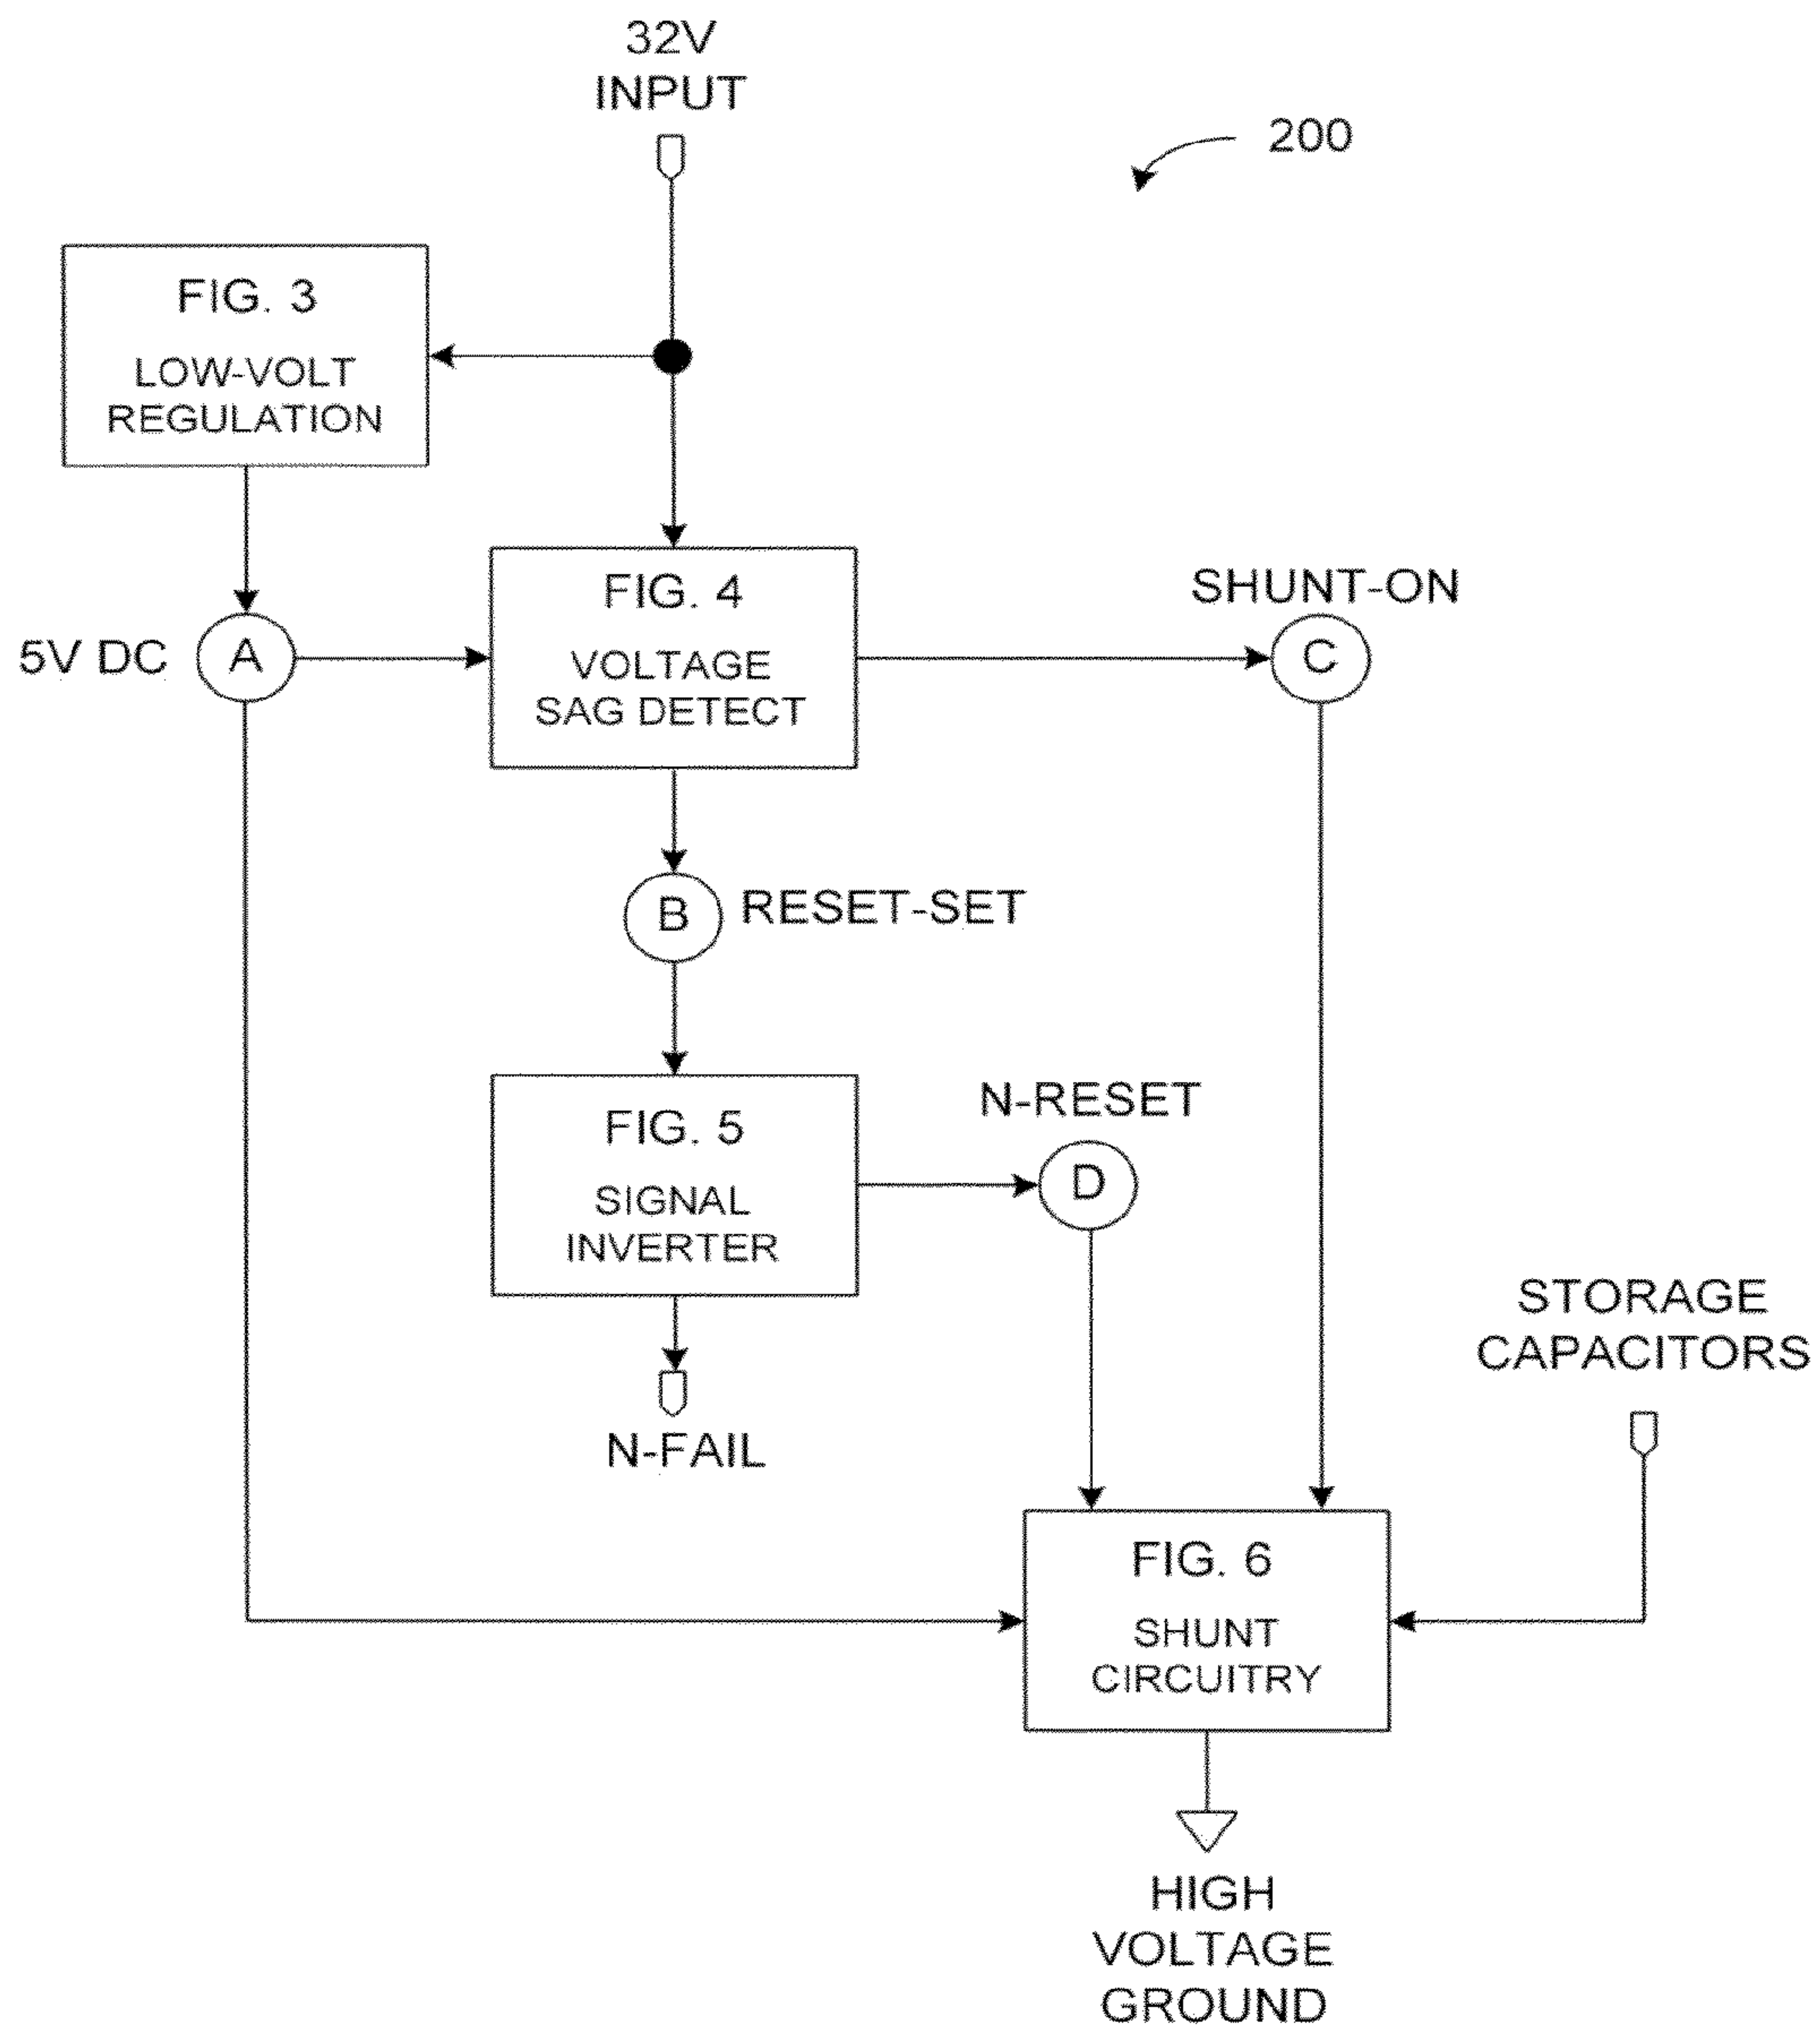 32V
INPUT
200
FIG. 3
LOW-VOLT
REGULATION
5V DC
A
FIG. 4
VOLTAGE
SAG DETECT
SHUNT-ON
C
B
RESET-SET
FIG. 5
SIGNAL
INVERTER
N-RESET
D
N-FAIL
STORAGE
CAPACITORS
FIG. 6
SHUNT
CIRCUITRY
HIGH
VOLTAGE
GROUND